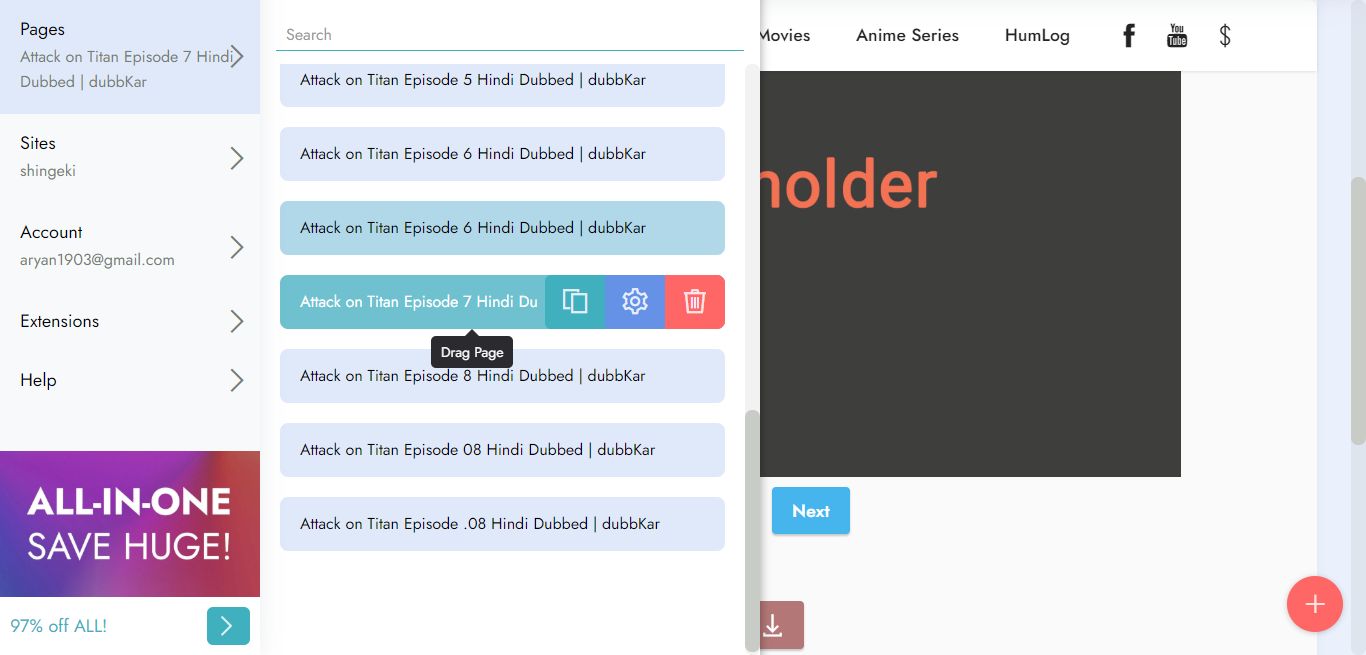 Pages
Attack on Titan Episode 7 Hindi
Dubbed | dubbKar
Sites
shingeki
Account
aryan1903@gmail.com
Extensions
Help
ALL-IN-ONE
SAVE HUGE!
97% off ALL!
Search
Attack on Titan Episode 5 Hindi Dubbed | dubbKar
Attack on Titan Episode 6 Hindi Dubbed | dubbKar
Attack on Titan Episode 6 Hindi Dubbed | dubbKar
Attack on Titan Episode 7 Hindi Du
Drag Page
Attack on Titan Episode 8 Hindi Dubbed | dubbKar
Attack on Titan Episode 08 Hindi Dubbed | dubbKar
Attack on Titan Episode .08 Hindi Dubbed | dubbKar
Movies Anime Series HumLog f You Tube $
holder
Next